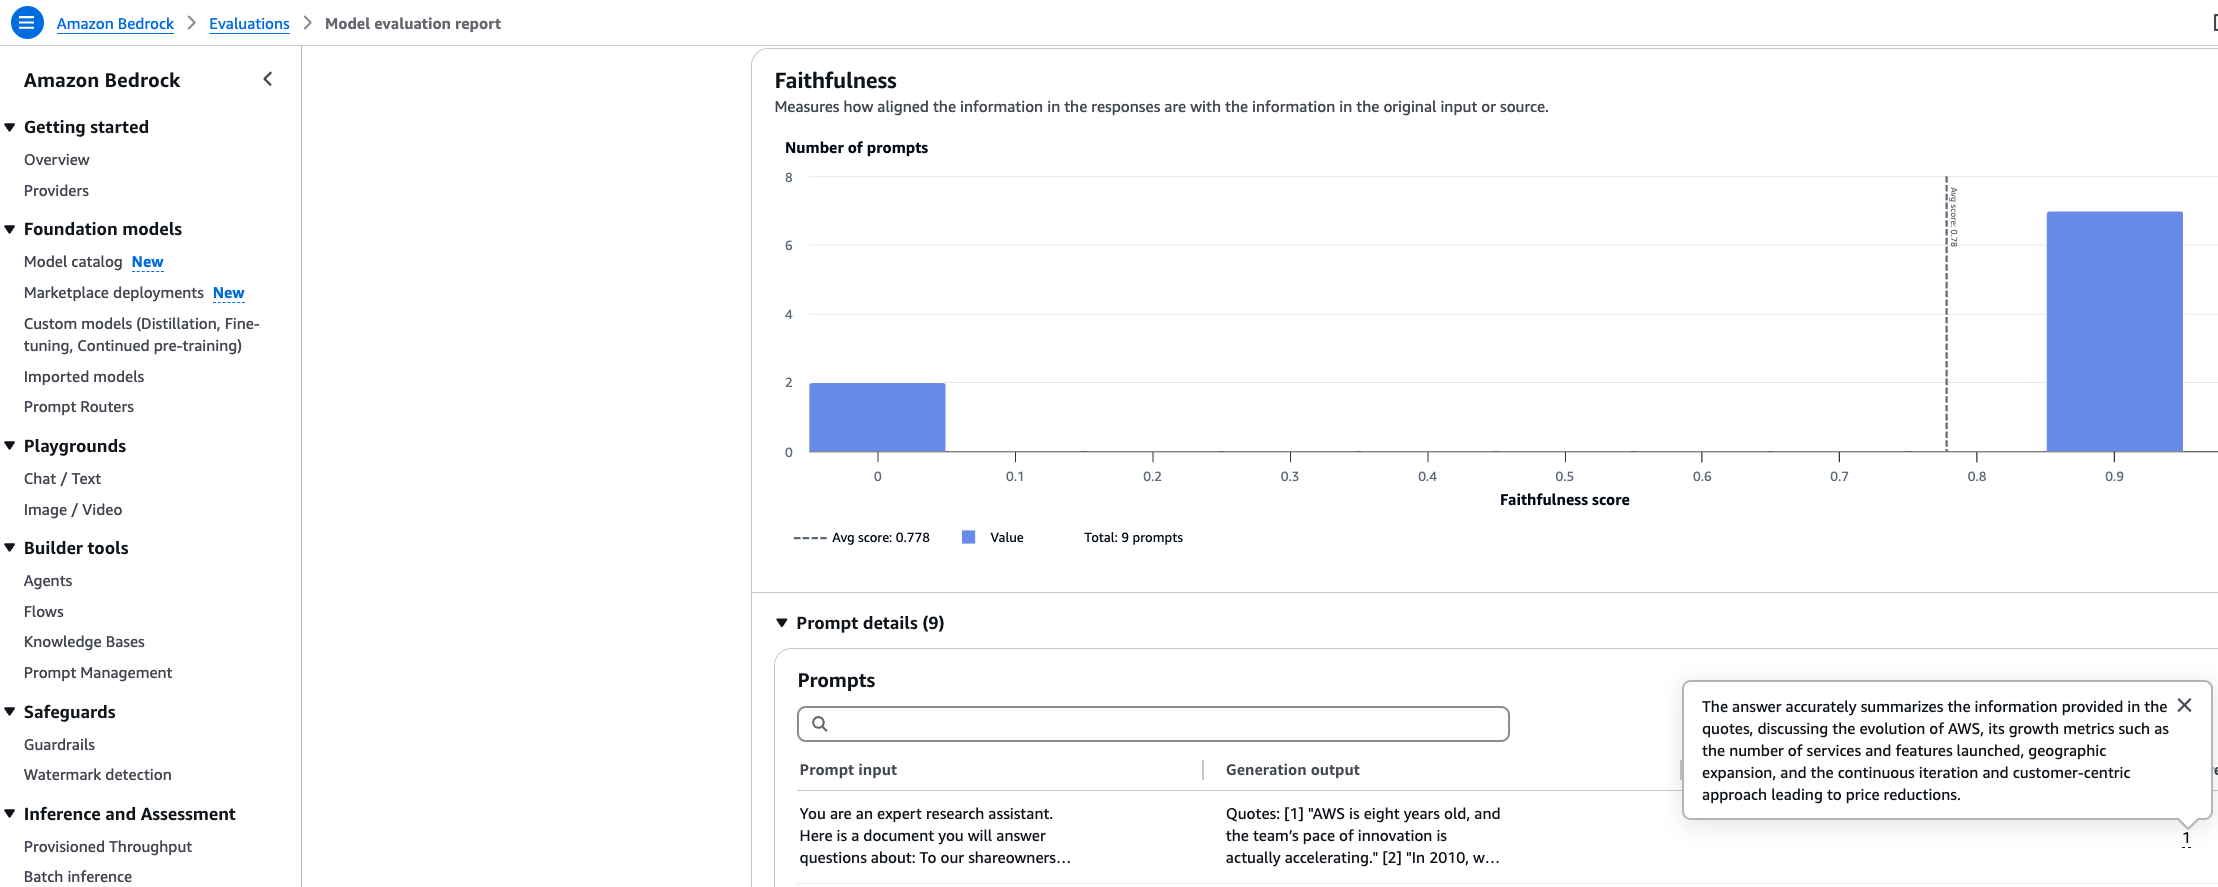 Amazon Bedrock > Evaluations > Model evaluation report
Amazon Bedrock
Getting started
Overview
Providers
Foundation models
Model catalog New
Marketplace deployments New
Custom models (Distillation, Fine-
tuning, Continued pre-training)
Imported models
Prompt Routers
Playgrounds
Chat / Text
Image / Video
Builder tools
Agents
Flows
Knowledge Bases
Prompt Management
Safeguards
Guardrails
Watermark detection
Inference and Assessment
Provisioned Throughput
Batch inference
Faithfulness
Measures how aligned the information in the responses are with the information in the original input or source.
Number of prompts
8
6
4
2
0
Avg score: 0.78
0 0.1 0.2 0.3 0.4 0.5 0.6 0.7 0.8 0.9
Faithfulness score
Avg score: 0.778 Value Total: 9 prompts
Prompt details (9)
Prompts
Prompt input Generation output
You are an expert research assistant.
Here is a document you will answer
questions about: To our shareowners...
Quotes: [1] "AWS is eight years old, and
the team's pace of innovation is
actually accelerating." [2] "In 2010, w...
The answer accurately summarizes the information provided in the
quotes, discussing the evolution of AWS, its growth metrics such as
the number of services and features launched, geographic
expansion, and the continuous iteration and customer-centric
approach leading to price reductions.
1